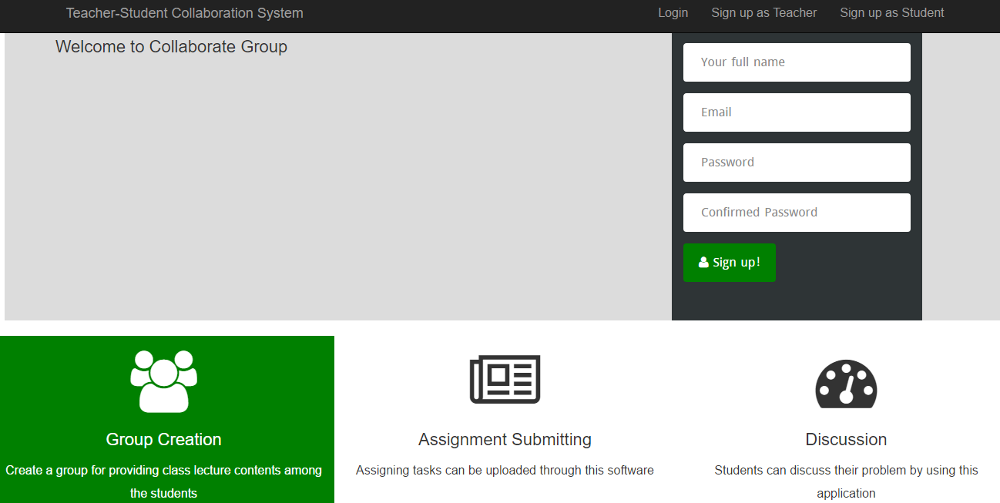 Teacher-Student Collaboration System
Login
Sign up as Teacher
Sign up as Student
Welcome to Collaborate Group
Your full name
Email
Password
Confirmed Password
Sign up!
Group Creation
Create a group for providing class lecture contents among
the students
Assignment Submitting
Assigning tasks can be uploaded through this software
Discussion
Students can discuss their problem by using this
application